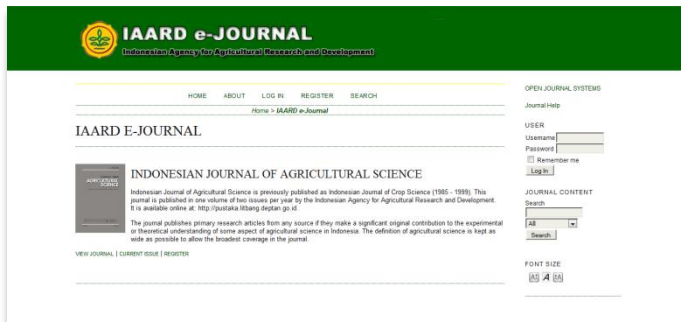 IAARD e-JOURNAL
Indonesian Agency for Agricultural Research and Development
HOME ABOUT LOG IN REGISTER SEARCH
Home > IAARD e-Journal
IAARD E-JOURNAL
AGRICULTURAL
SCIENCE
INDONESIAN JOURNAL OF AGRICULTURAL SCIENCE
Indonesian Journal of Agricultural Science is previously published as Indonesian Journal of Crop Science (1985 - 1999). This
journal is published in one volume of two issues per year by the Indonesian Agency for Agricultural Research and Development.
It is available online at: http://pustaka.litbang.deptan.go.id.
The journal publishes primary research articles from any source if they make a significant original contribution to the experimental
or theoretical understanding of some aspect of agricultural science in Indonesia. The definition of agricultural science is kept as
wide as possible to allow the broadest coverage in the journal.
VIEW JOURNAL | CURRENT ISSUE | REGISTER
OPEN JOURNAL SYSTEMS
Journal Help
USER
Username
Password
Remember me
Log In
JOURNAL CONTENT
Search
All
Search
FONT SIZE
A A A